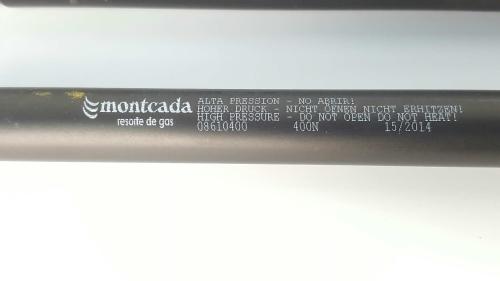 montcada
resorte de gas
ALTA PRESSION - NO ABRIR!
HOHER DRUCK - NICHT ÖFNEN NICHT ERHITZEN!
HIGH PRESSURE - DO NOT OPEN DO NOT HEAT!
08610400 400N 15/2014